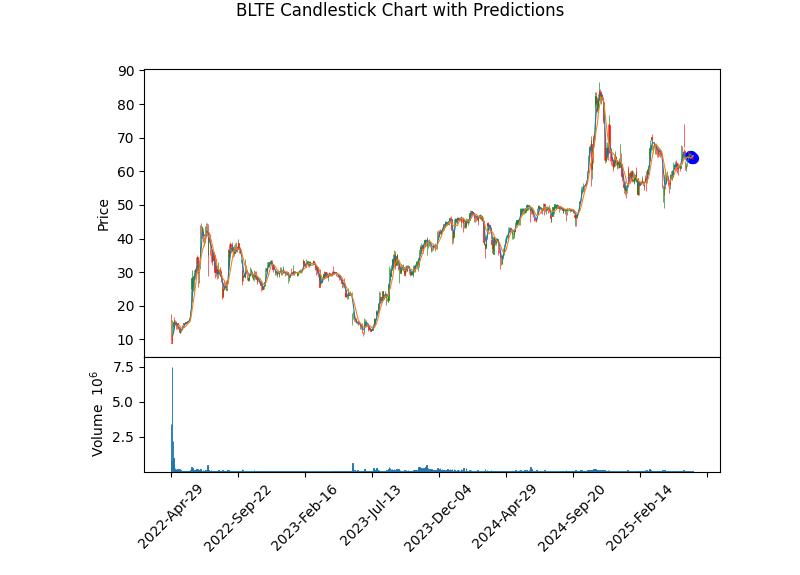 BLTE Candlestick Chart with Predictions
90
80
70
60
50
40
30
20
10
Price
7.5
5.0
2.5
Volume 10^6
2022-Apr-29
2022-Sep-22
2023-Feb-16
2023-Jul-13
2023-Dec-04
2024-Apr-29
2024-Sep-20
2025-Feb-14